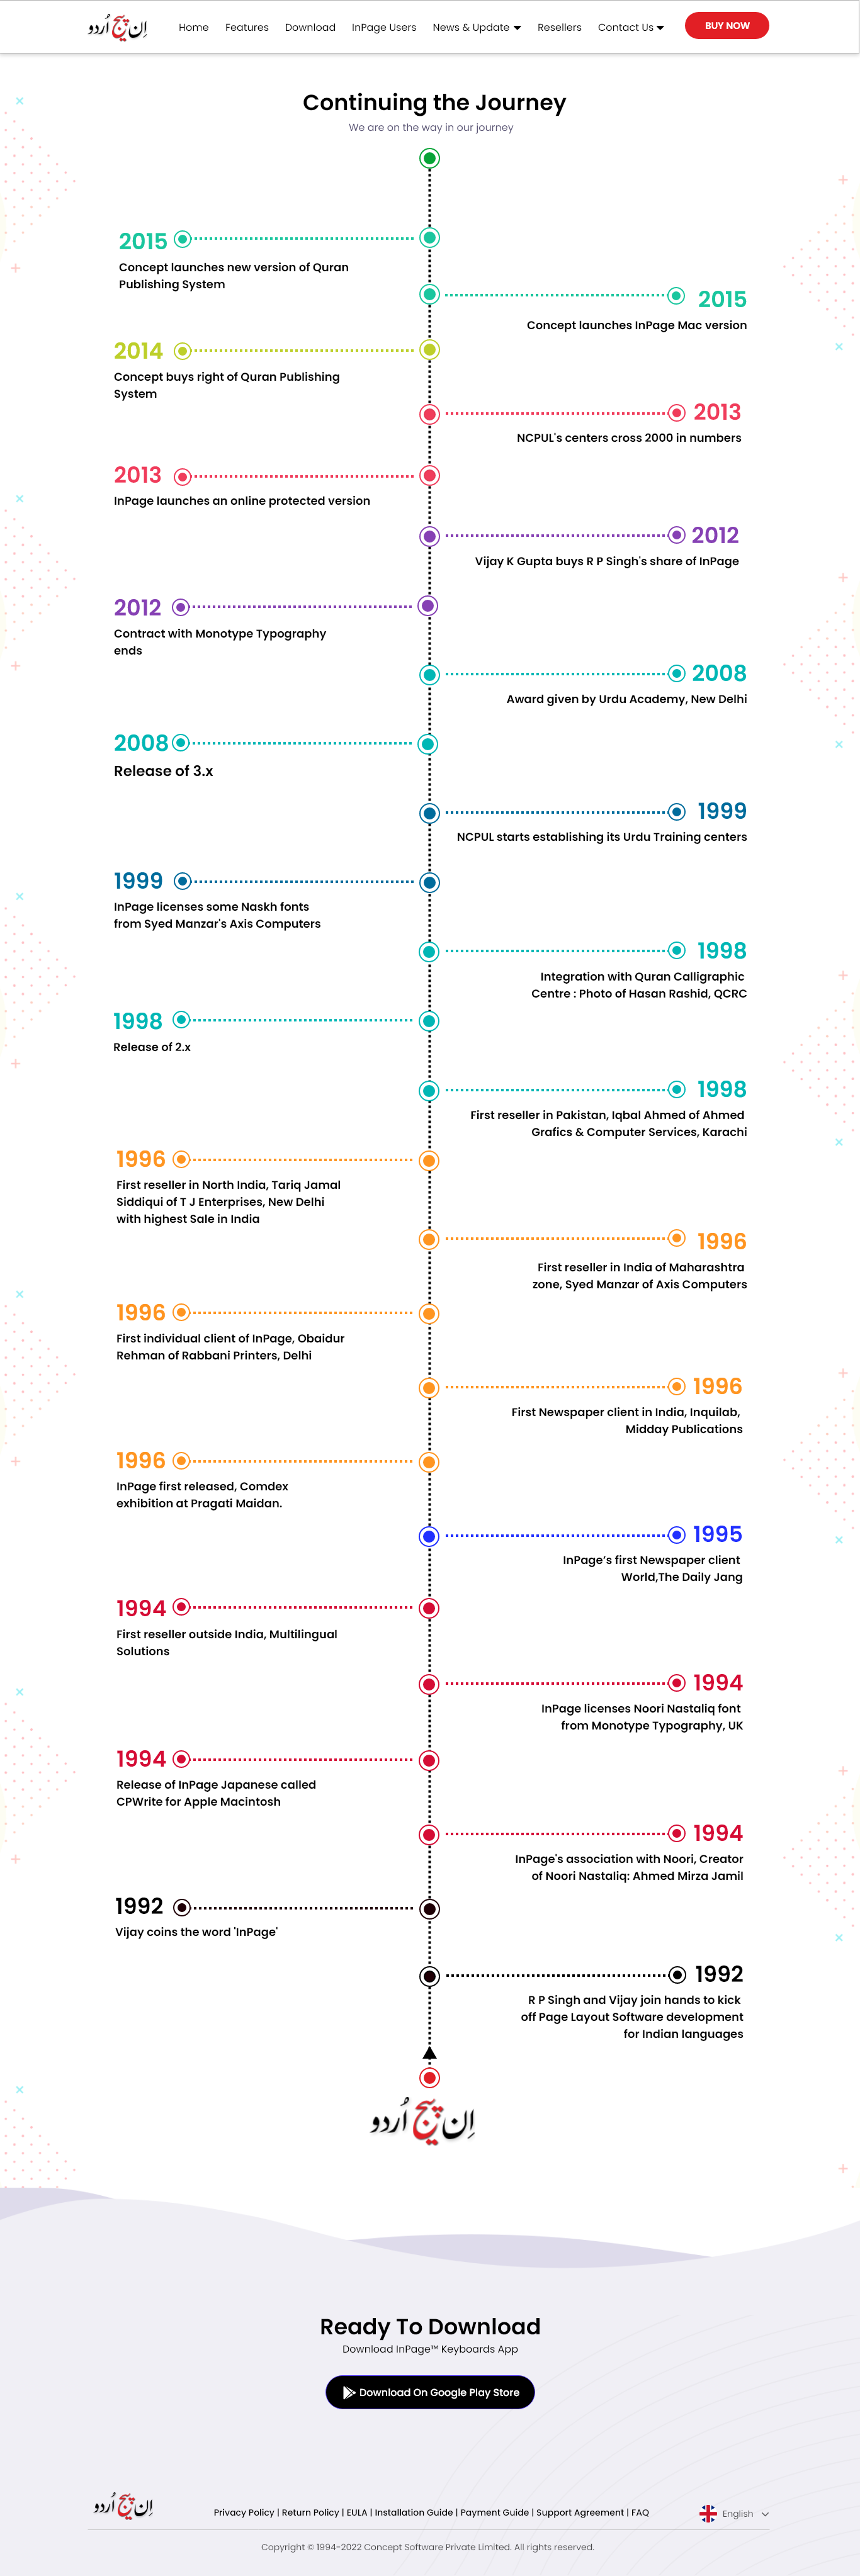 اِن پیج اُردو
Home Features Download InPage Users News & Update Resellers Contact Us BUY NOW
Continuing the Journey
We are on the way in our journey
2015
Concept launches new version of Quran
Publishing System
2015
Concept launches InPage Mac version
2014
Concept buys right of Quran Publishing
System
2013
NCPUL's centers cross 2000 in numbers
2013
InPage launches an online protected version
2012
Vijay K Gupta buys R P Singh's share of InPage
2012
Contract with Monotype Typography
ends
2008
Award given by Urdu Academy, New Delhi
2008
Release of 3.x
1999
NCPUL starts establishing its Urdu Training centers
1999
InPage licenses some Naskh fonts
from Syed Manzar's Axis Computers
1998
Integration with Quran Calligraphic
Centre : Photo of Hasan Rashid, QCRC
1998
Release of 2.x
1998
First reseller in Pakistan, Iqbal Ahmed of Ahmed
Grafics & Computer Services, Karachi
1996
First reseller in North India, Tariq Jamal
Siddiqui of T J Enterprises, New Delhi
with highest Sale in India
1996
First reseller in India of Maharashtra
zone, Syed Manzar of Axis Computers
1996
First individual client of InPage, Obaidur
Rehman of Rabbani Printers, Delhi
1996
First Newspaper client in India, Inquilab,
Midday Publications
1996
InPage first released, Comdex
exhibition at Pragati Maidan.
1995
InPage’s first Newspaper client
World,The Daily Jang
1994
First reseller outside India, Multilingual
Solutions
1994
InPage licenses Noori Nastaliq font
from Monotype Typography, UK
1994
Release of InPage Japanese called
CPWrite for Apple Macintosh
1994
InPage's association with Noori, Creator
of Noori Nastaliq: Ahmed Mirza Jamil
1992
Vijay coins the word 'InPage'
1992
R P Singh and Vijay join hands to kick
off Page Layout Software development
for Indian languages
اِن پیج اُردو
Ready To Download
Download InPage™ Keyboards App
Download On Google Play Store
اِن پیج اُردو
Privacy Policy | Return Policy | EULA | Installation Guide | Payment Guide | Support Agreement | FAQ
English
Copyright © 1994-2022 Concept Software Private Limited. All rights reserved.